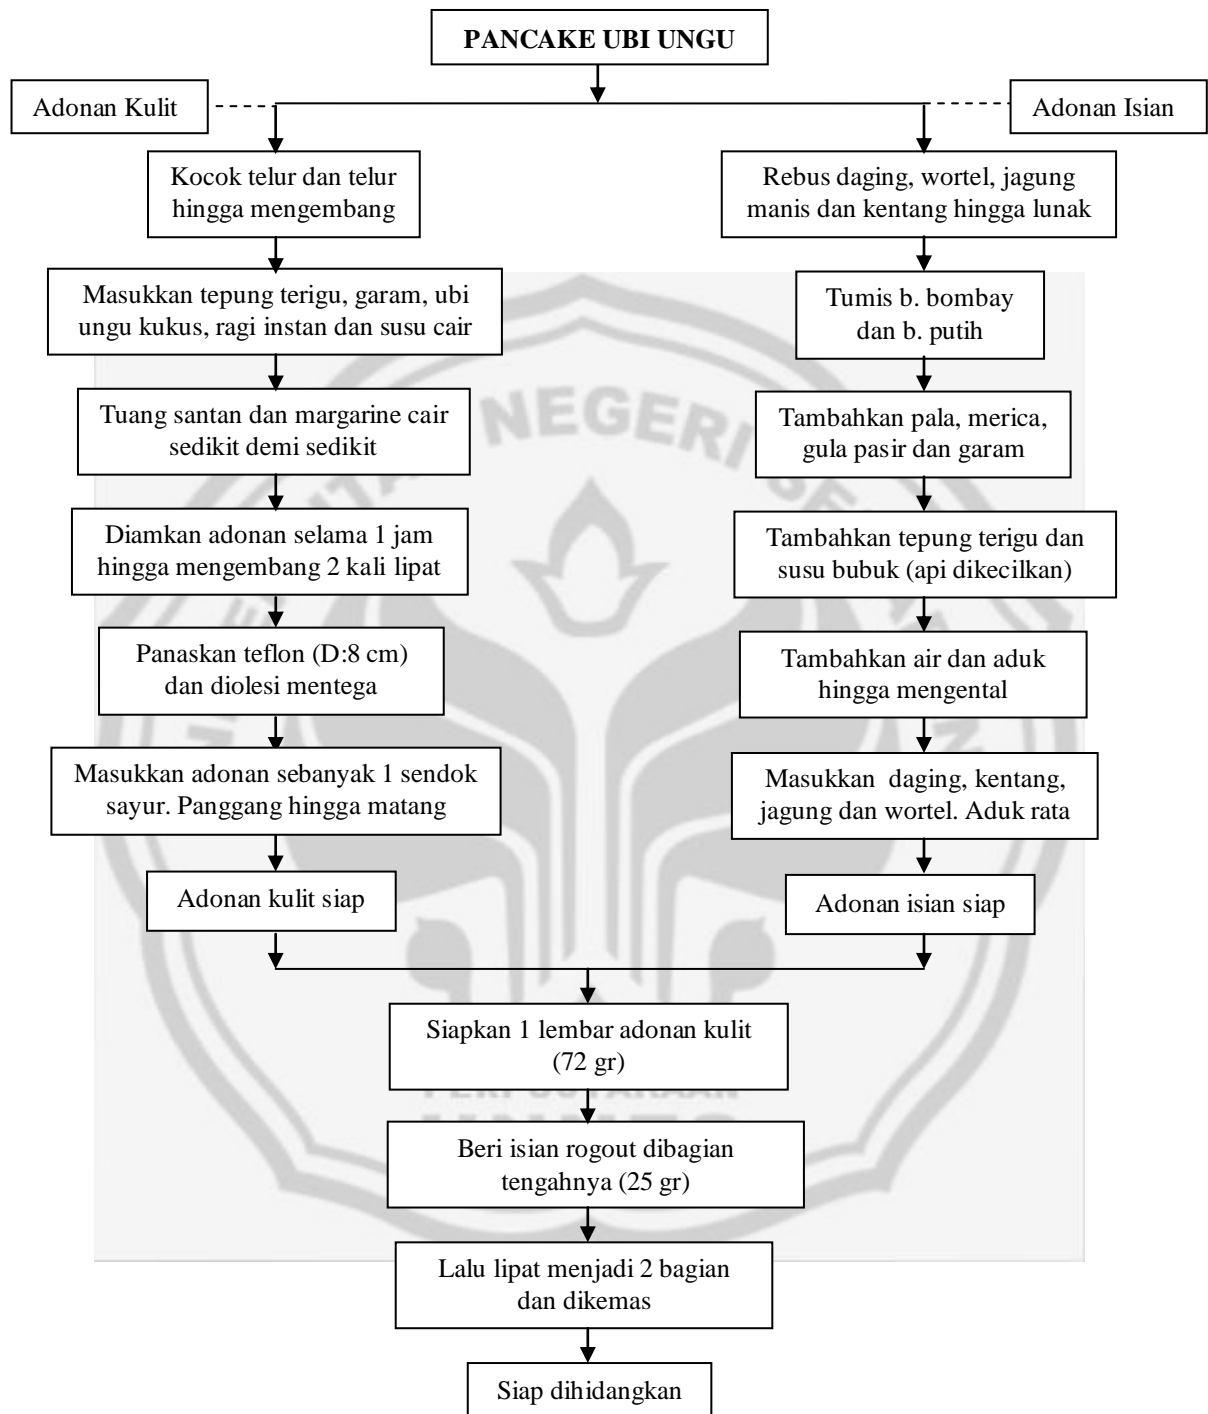 PANCAKE UBI UNGU
Adonan Kulit
Adonan Isian
Kocok telur dan telur
hingga mengembang
Masukkan tepung terigu, garam, ubi
ungu kukus, ragi instan dan susu cair
Tuang santan dan margarine cair
sedikit demi sedikit
Diamkan adonan selama 1 jam
hingga mengembang 2 kali lipat
Panaskan teflon (D:8 cm)
dan diolesi mentega
Masukkan adonan sebanyak 1 sendok
sayur. Panggang hingga matang
Adonan kulit siap
Rebus daging, wortel, jagung
manis dan kentang hingga lunak
Tumis b. bombay
dan b. putih
Tambahkan pala, merica,
gula pasir dan garam
Tambahkan tepung terigu dan
susu bubuk (api dikecilkan)
Tambahkan air dan aduk
hingga mengental
Masukkan daging, kentang,
jagung dan wortel. Aduk rata
Adonan isian siap
Siapkan 1 lembar adonan kulit
(72 gr)
Beri isian rogout dibagian
tengahnya (25 gr)
Lalu lipat menjadi 2 bagian
dan dikemas
Siap dihidangkan
NEGERI